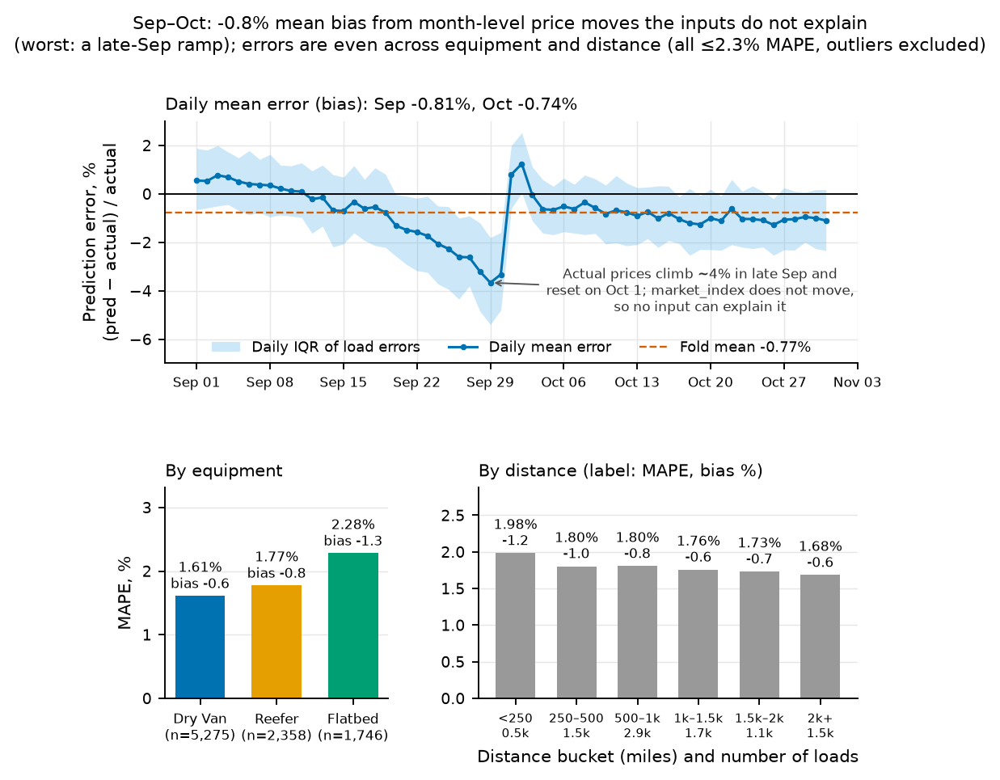 Sep–Oct: -0.8% mean bias from month-level price moves the inputs do not explain
(worst: a late-Sep ramp); errors are even across equipment and distance (all ≤2.3% MAPE, outliers excluded)
Daily mean error (bias): Sep -0.81%, Oct -0.74%
Prediction error, %
(pred − actual) / actual
2
0
−2
−4
−6
Actual prices climb ~4% in late Sep and
reset on Oct 1; market_index does not move,
so no input can explain it
Daily IQR of load errors
Daily mean error
Fold mean -0.77%
Sep 01
Sep 08
Sep 15
Sep 22
Sep 29
Oct 06
Oct 13
Oct 20
Oct 27
Nov 03
By equipment
MAPE, %
3
2
1
0
1.61%
bias -0.6
1.77%
bias -0.8
2.28%
bias -1.3
Dry Van
(n=5,275)
Reefer
(n=2,358)
Flatbed
(n=1,746)
By distance (label: MAPE, bias %)
2.5
2.0
1.5
1.0
0.5
0.0
1.98%
-1.2
1.80%
-1.0
1.80%
-0.8
1.76%
-0.6
1.73%
-0.7
1.68%
-0.6
<250
0.5k
250–500
1.5k
500–1k
2.9k
1k–1.5k
1.7k
1.5k–2k
1.1k
2k+
1.5k
Distance bucket (miles) and number of loads